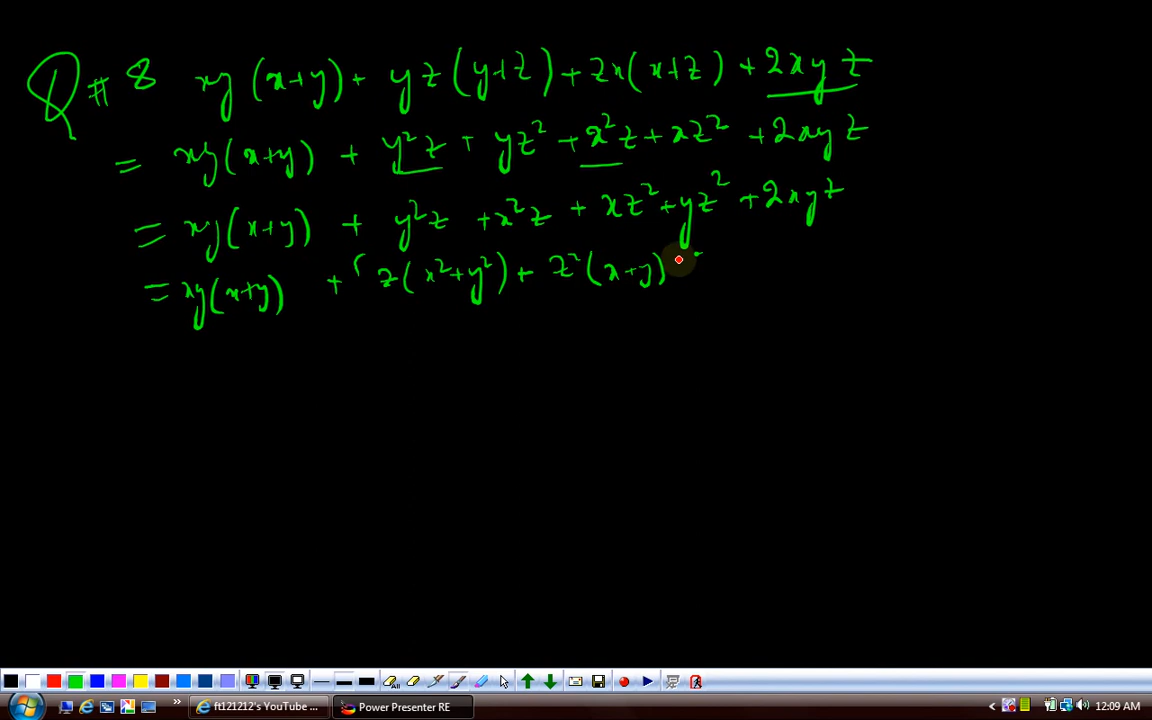 Q # 8 xy (x+y) + yz (y+z) + zx (x+z) + 2xyz
= xy(x+y) + y²z + yz² + x²z + xz² + 2xyz
= xy(x+y) + y²z + x²z + xz² + yz² + 2xyz
= xy(x+y) + z(x²+y²) + z²(x+y)
ft121212's YouTube ...
Power Presenter RE
12:09 AM